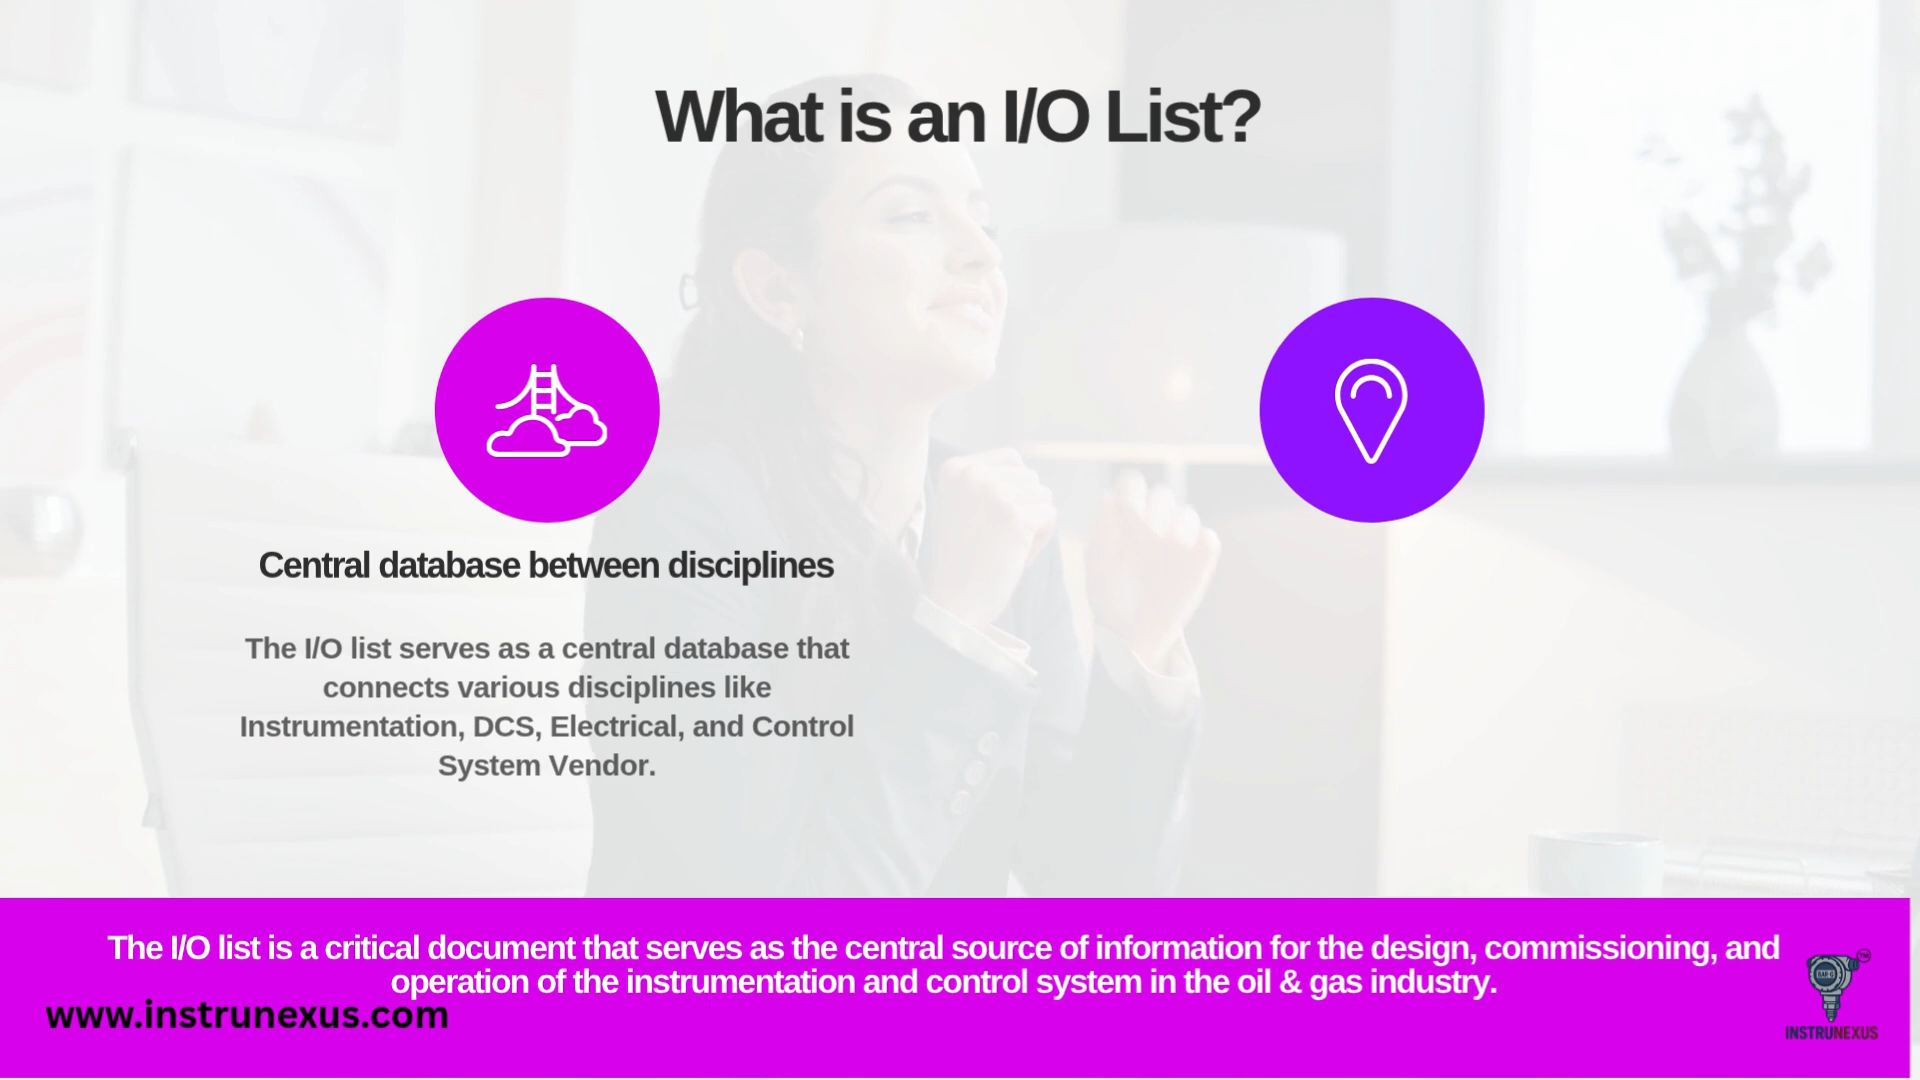 What is an I/O List?
Central database between disciplines
The I/O list serves as a central database that
connects various disciplines like
Instrumentation, DCS, Electrical, and Control
System Vendor.
The I/O list is a critical document that serves as the central source of information for the design, commissioning, and
operation of the instrumentation and control system in the oil & gas industry.
www.instrunexus.com
TM
INSTRUNEXUS